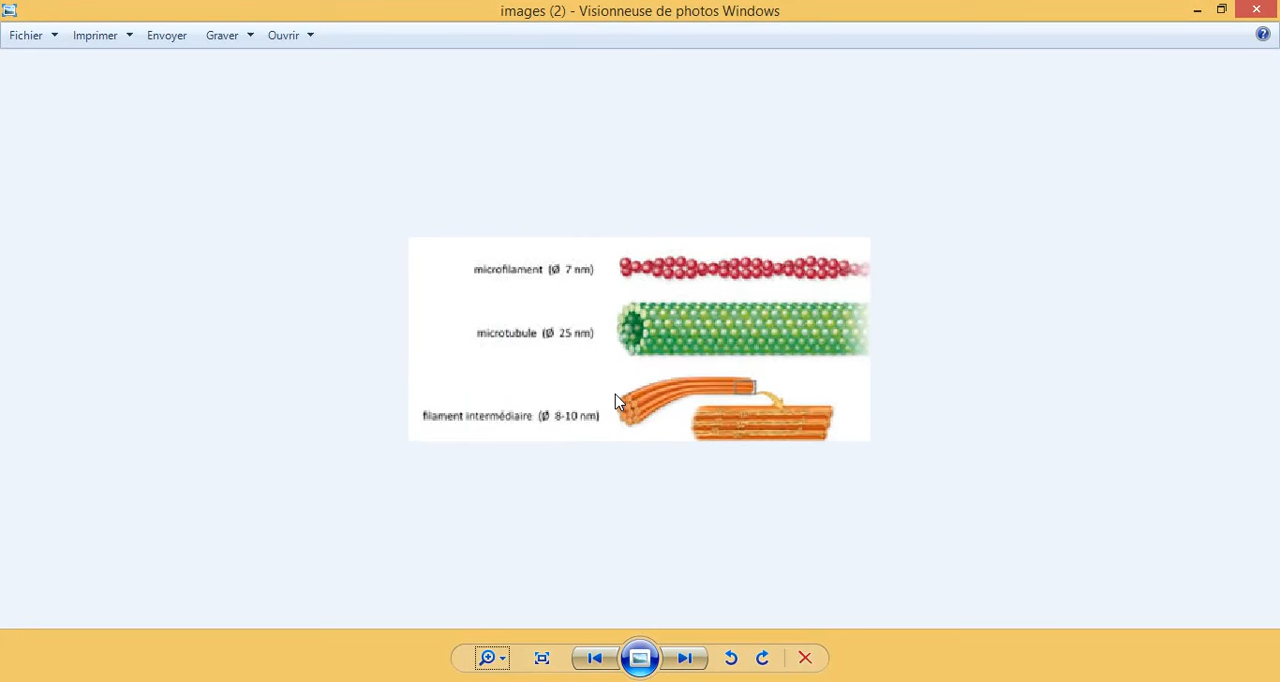 images (2) - Visionneuse de photos Windows
Fichier Imprimer Envoyer Graver Ouvrir
microfilament (Ø 7 nm)
microtubule (Ø 25 nm)
filament intermédiaire (Ø 8-10 nm)